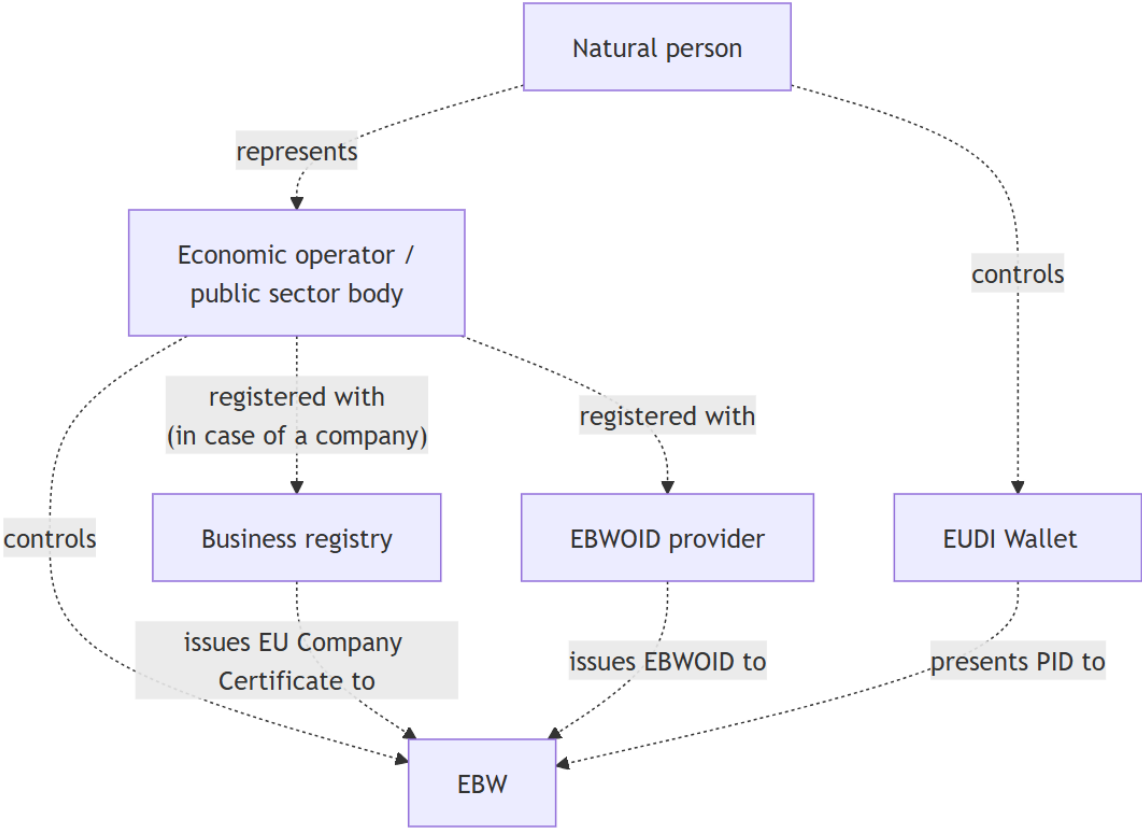 Natural person
represents
Economic operator /
public sector body
controls
registered with
(in case of a company)
registered with
controls
Business registry
EBWOID provider
EUDI Wallet
issues EU Company
Certificate to
issues EBWOID to
presents PID to
EBW